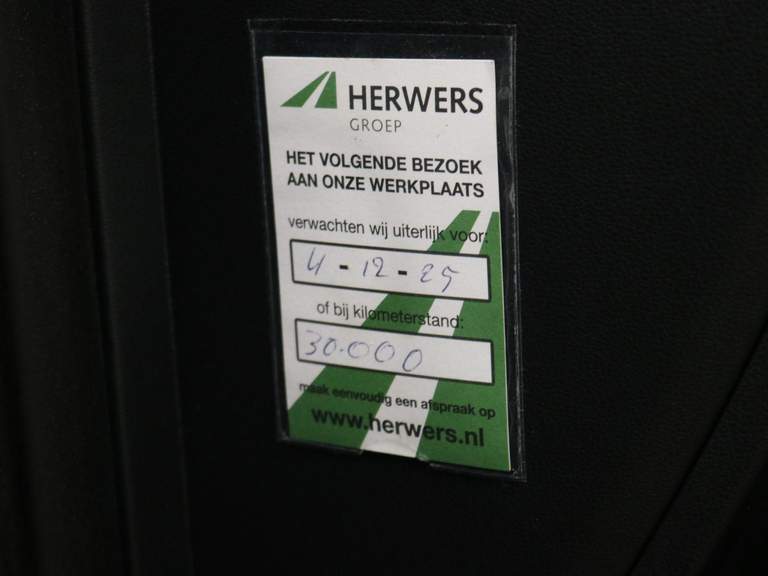 HERWERS
GROEP
HET VOLGENDE BEZOEK
AAN ONZE WERKPLAATS
verwachten wij uiterlijk voor:
4-12-25
of bij kilometerstand:
30.000
maak eenvoudig een afspraak op
www.herwers.nl